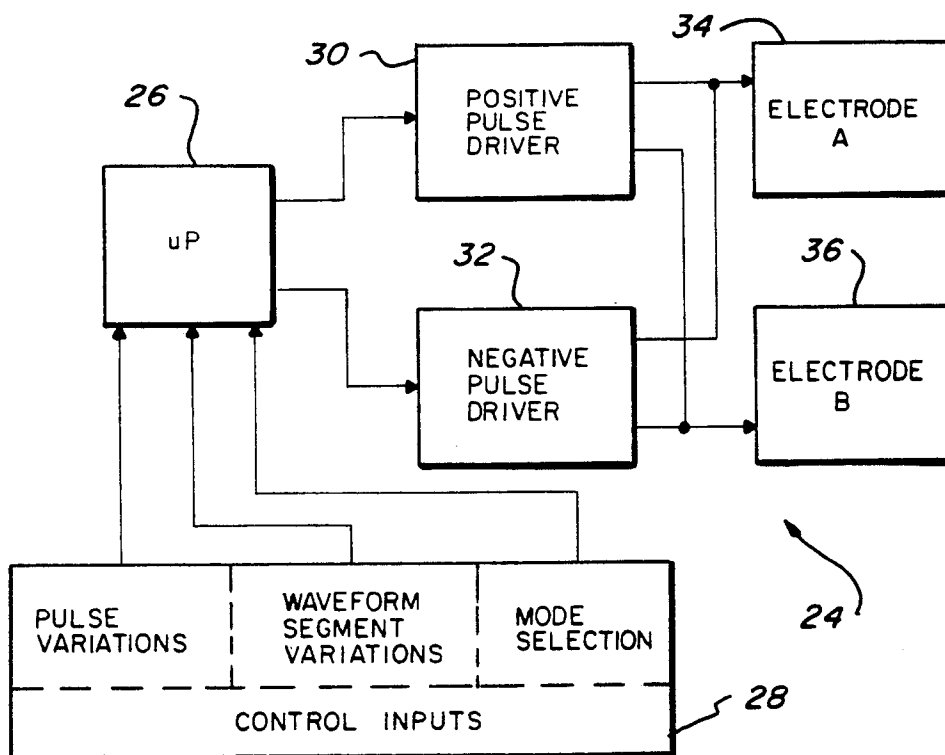 26
uP
30
POSITIVE
PULSE
DRIVER
34
ELECTRODE
A
32
NEGATIVE
PULSE
DRIVER
36
ELECTRODE
B
24
PULSE
VARIATIONS
WAVEFORM
SEGMENT
VARIATIONS
MODE
SELECTION
CONTROL INPUTS
28